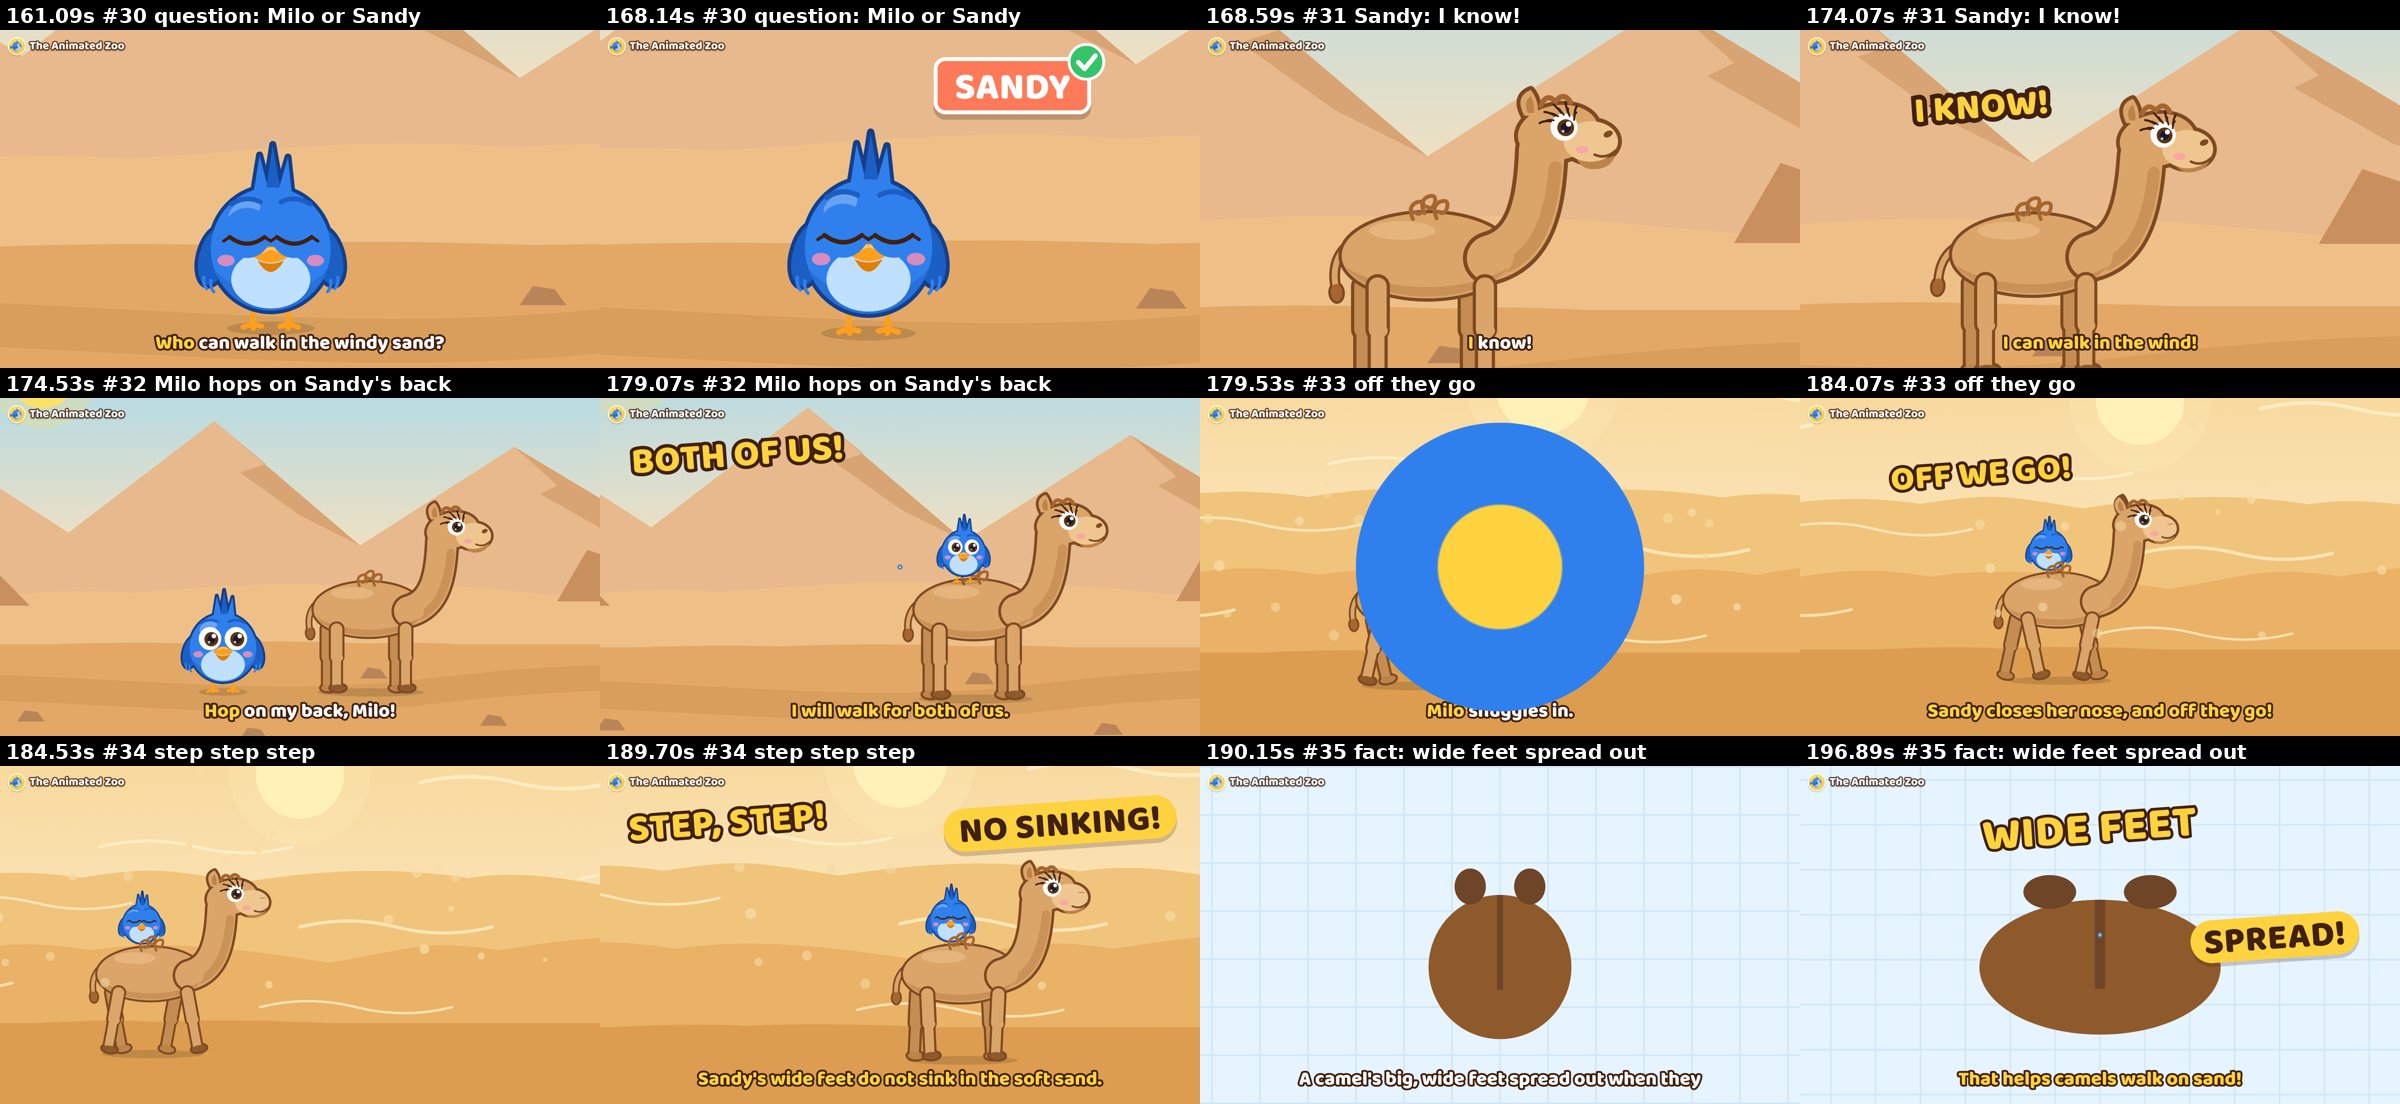 161.09s #30 question: Milo or Sandy
The Animated Zoo
Who can walk in the windy sand?
168.14s #30 question: Milo or Sandy
The Animated Zoo
SANDY
168.59s #31 Sandy: I know!
The Animated Zoo
I know!
174.07s #31 Sandy: I know!
The Animated Zoo
I KNOW!
I can walk in the wind!
174.53s #32 Milo hops on Sandy's back
The Animated Zoo
Hop on my back, Milo!
179.07s #32 Milo hops on Sandy's back
The Animated Zoo
BOTH OF US!
I will walk for both of us.
179.53s #33 off they go
The Animated Zoo
Milo snuggles in.
184.07s #33 off they go
The Animated Zoo
OFF WE GO!
Sandy closes her nose, and off they go!
184.53s #34 step step step
The Animated Zoo
189.70s #34 step step step
The Animated Zoo
STEP, STEP!
NO SINKING!
Sandy's wide feet do not sink in the soft sand.
190.15s #35 fact: wide feet spread out
The Animated Zoo
A camel's big, wide feet spread out when they
196.89s #35 fact: wide feet spread out
The Animated Zoo
WIDE FEET
SPREAD!
That helps camels walk on sand!